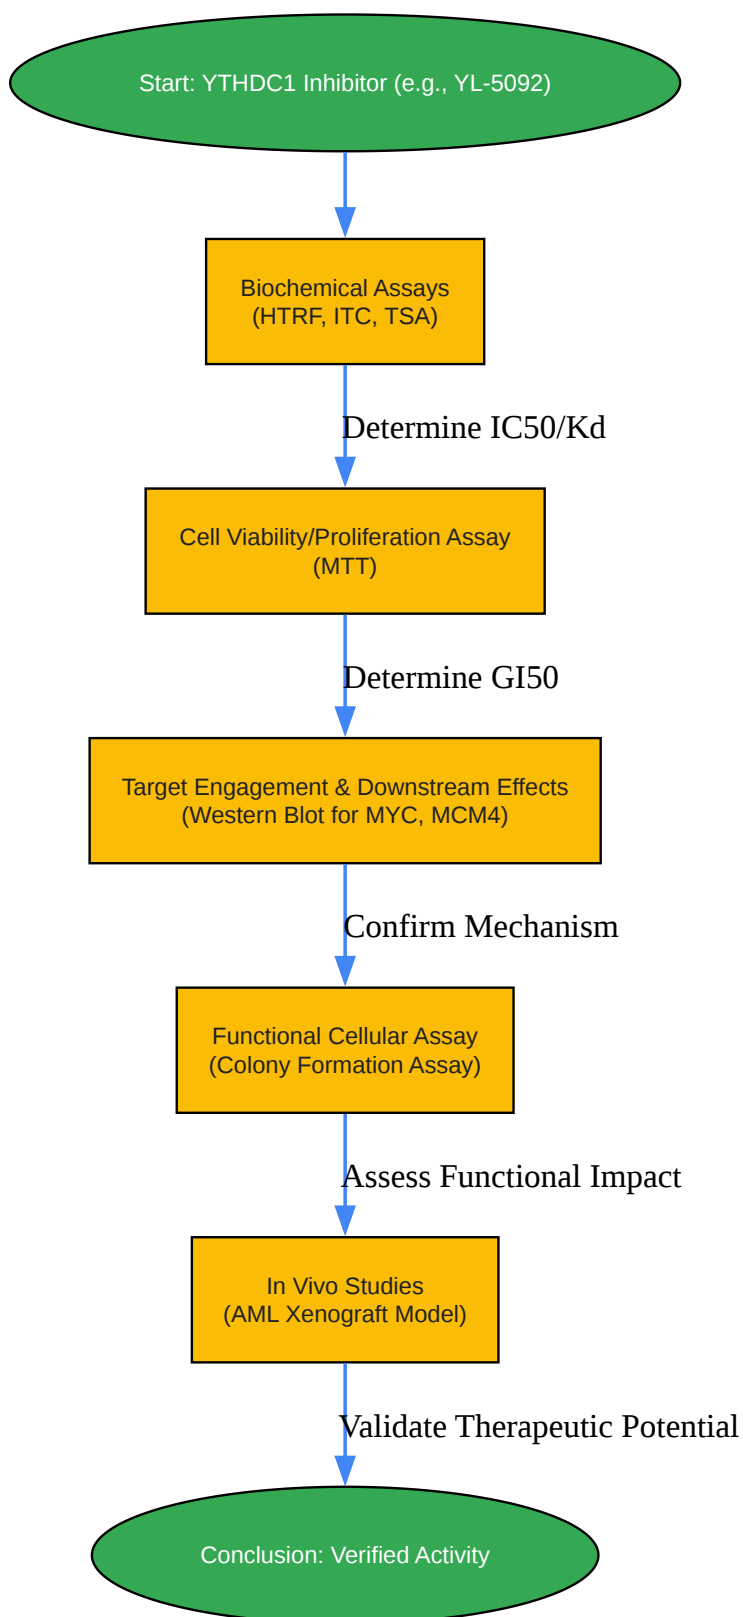 Start: YTHDC1 Inhibitor (e.g., YL-5092)
Biochemical Assays
(HTRF, ITC, TSA)
Determine IC50/Kd
Cell Viability/Proliferation Assay
(MTT)
Determine GI50
Target Engagement & Downstream Effects
(Western Blot for MYC, MCM4)
Confirm Mechanism
Functional Cellular Assay
(Colony Formation Assay)
Assess Functional Impact
In Vivo Studies
(AML Xenograft Model)
Validate Therapeutic Potential
Conclusion: Verified Activity